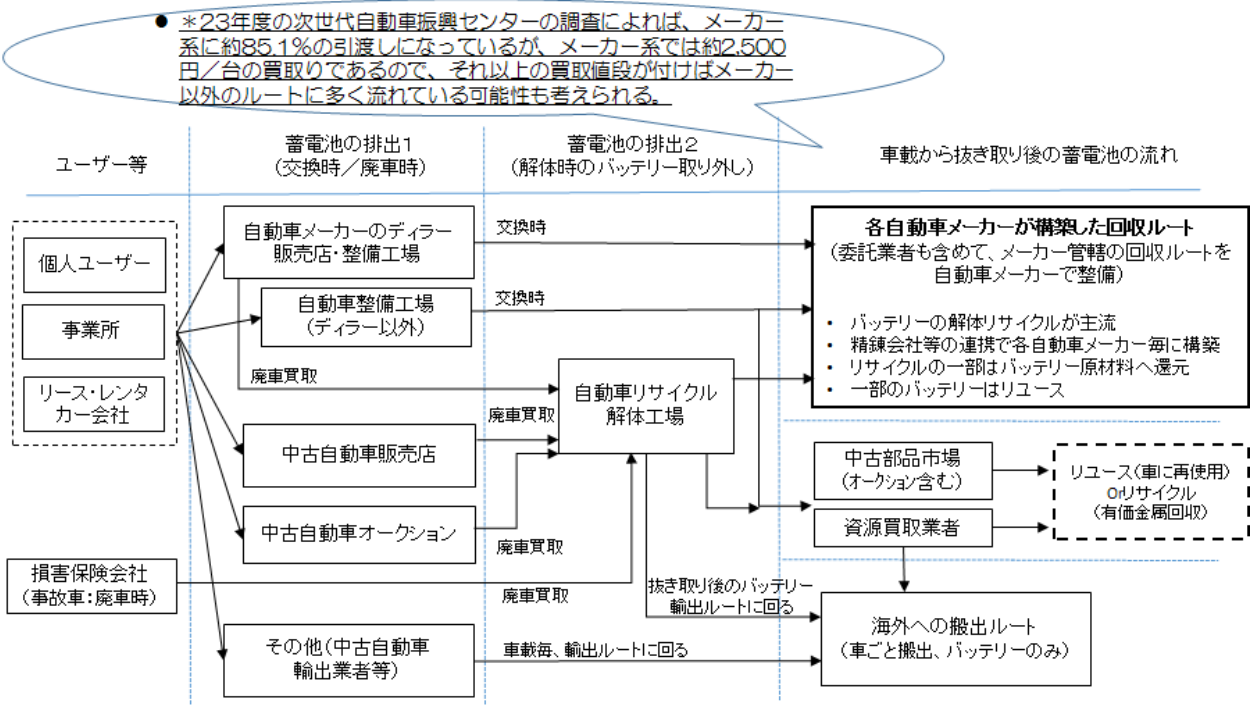 ● ＊23年度の次世代自動車振興センターの調査によれば、メーカー
系に約85.1％の引渡しになっているが、メーカー系では約2,500
円／台の買取りであるので、それ以上の買取値段が付けばメーカー
以外のルートに多く流れている可能性も考えられる。
ユーザー等
蓄電池の排出1
（交換時／廃車時）
蓄電池の排出2
（解体時のバッテリー取り外し）
車載から抜き取り後の蓄電池の流れ
個人ユーザー
事業所
リース・レンタ
カー会社
損害保険会社
（事故車：廃車時）
自動車メーカーのディラー
販売店・整備工場
自動車整備工場
（ディラー以外）
廃車買取
中古自動車販売店
中古自動車オークション
その他（中古自動車
輸出業者等）
交換時
交換時
自動車リサイクル
解体工場
廃車買取
廃車買取
廃車買取
抜き取り後のバッテリー
輸出ルートに回る
車載毎、輸出ルートに回る
各自動車メーカーが構築した回収ルート
（委託業者も含めて、メーカー管轄の回収ルートを
自動車メーカーで整備）
• バッテリーの解体リサイクルが主流
• 精錬会社等の連携で各自動車メーカー毎に構築
• リサイクルの一部はバッテリー原材料へ還元
• 一部のバッテリーはリユース
中古部品市場
（オークション含む）
資源買取業者
リユース（車に再使用）
Orリサイクル
（有価金属回収）
海外への搬出ルート
（車ごと搬出、バッテリーのみ）